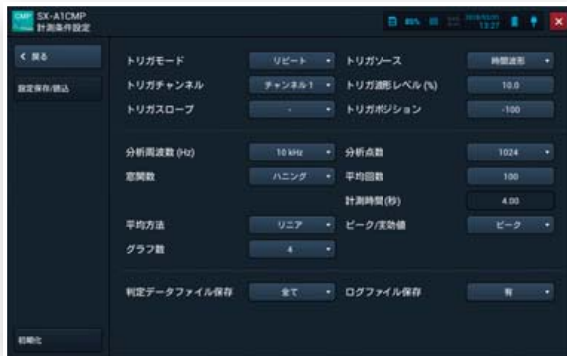 CMP SX-A1CMP
計測条件設定
85%
13:27
< 戻る
設定保存/読込
トリガモード リピート トリガソース 時間波形
トリガチャンネル チャンネル1 トリガ波形レベル (%) 10.0
トリガスロープ - トリガポジション -100
分析周波数 (Hz) 10 kHz 分析点数 1024
窓関数 ハニング 平均回数 100
計測時間(秒) 4.00
平均方法 リニア ピーク/実効値 ピーク
グラフ数 4
判定データファイル保存 全て ログファイル保存 有
初期化